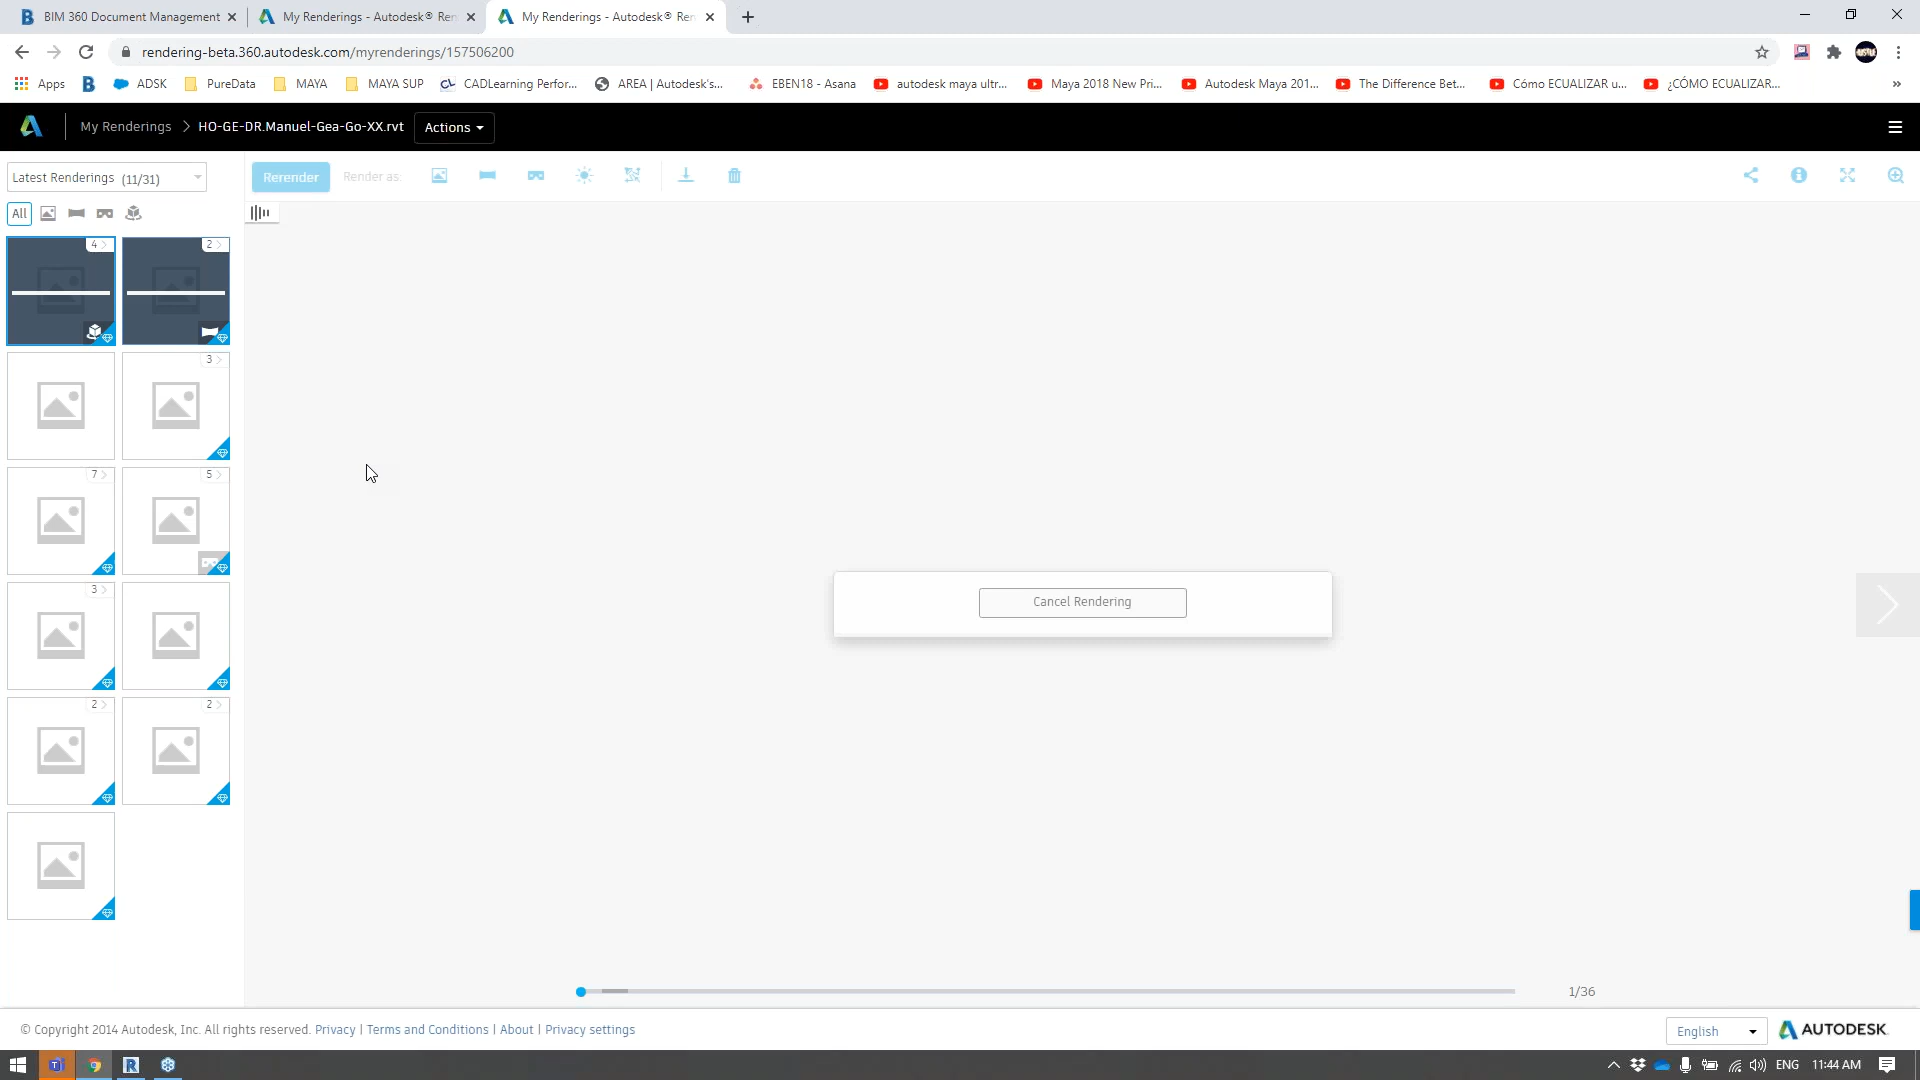 BIM 360 Document Management
My Renderings - Autodesk® Ren
My Renderings - Autodesk® Ren
rendering-beta.360.autodesk.com/myrenderings/157506200
Apps
ADSK
PureData
MAYA
MAYA SUP
CADLearning Perfor...
AREA | Autodesk's...
EBEN18 - Asana
autodesk maya ultr...
Maya 2018 New Pri...
Autodesk Maya 201...
The Difference Bet...
Cómo ECUALIZAR u...
¿CÓMO ECUALIZAR...
»
My Renderings > HO-GE-DR.Manuel-Gea-Go-XX.rvt
Actions
Latest Renderings (11/31)
Rerender
Render as:
All
4 >
2 >
3 >
7 >
5 >
3 >
2 >
2 >
Cancel Rendering
1/36
© Copyright 2014 Autodesk, Inc. All rights reserved. Privacy | Terms and Conditions | About | Privacy settings
English
AUTODESK
ENG
11:44 AM